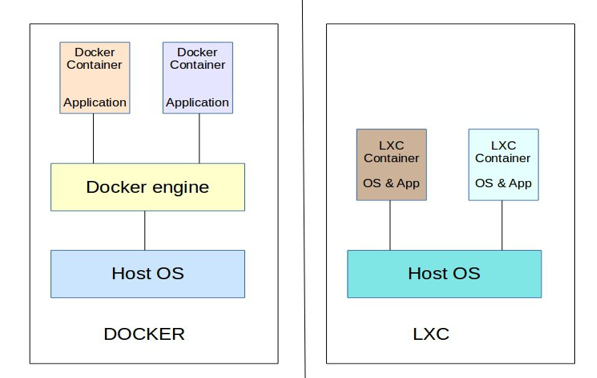 Docker
Container
Application
Docker
Container
Application
Docker engine
Host OS
DOCKER
LXC
Container
OS & App
LXC
Container
OS & App
Host OS
LXC